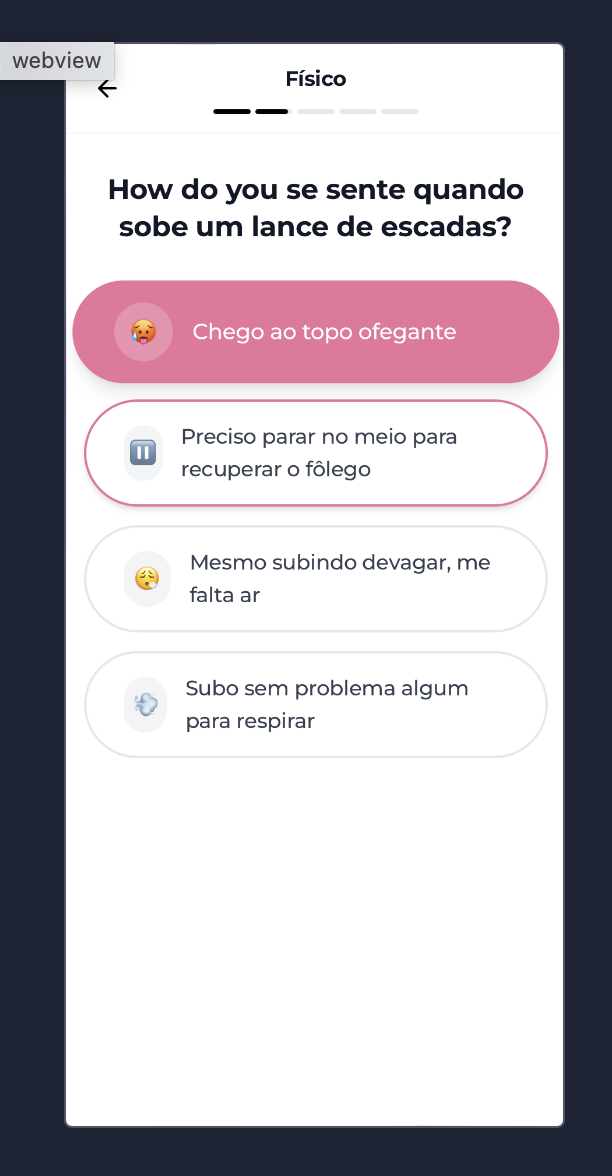 webview
Físico
How do you se sente quando
sobe um lance de escadas?
Chego ao topo ofegante
Preciso parar no meio para
recuperar o fôlego
Mesmo subindo devagar, me
falta ar
Subo sem problema algum
para respirar